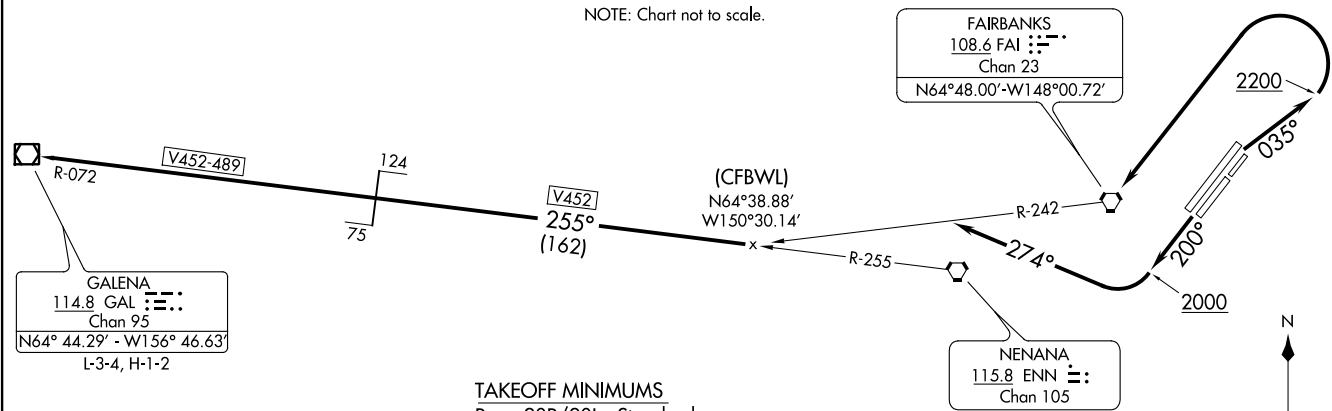 NOTE: Chart not to scale.
FAIRBANKS
108.6 FAI
Chan 23
N64°48.00'-W148°00.72'
2200
035°
R-072
V452-489
124
75
V452
255°
(162)
(CFBWL)
N64°38.88'
W150°30.14'
R-242
R-255
274°
200°
2000
GALENA
114.8 GAL
Chan 95
N64° 44.29' - W156° 46.63'
L-3-4, H-1-2
NENANA
115.8 ENN
Chan 105
N
TAKEOFF MINIMUMS